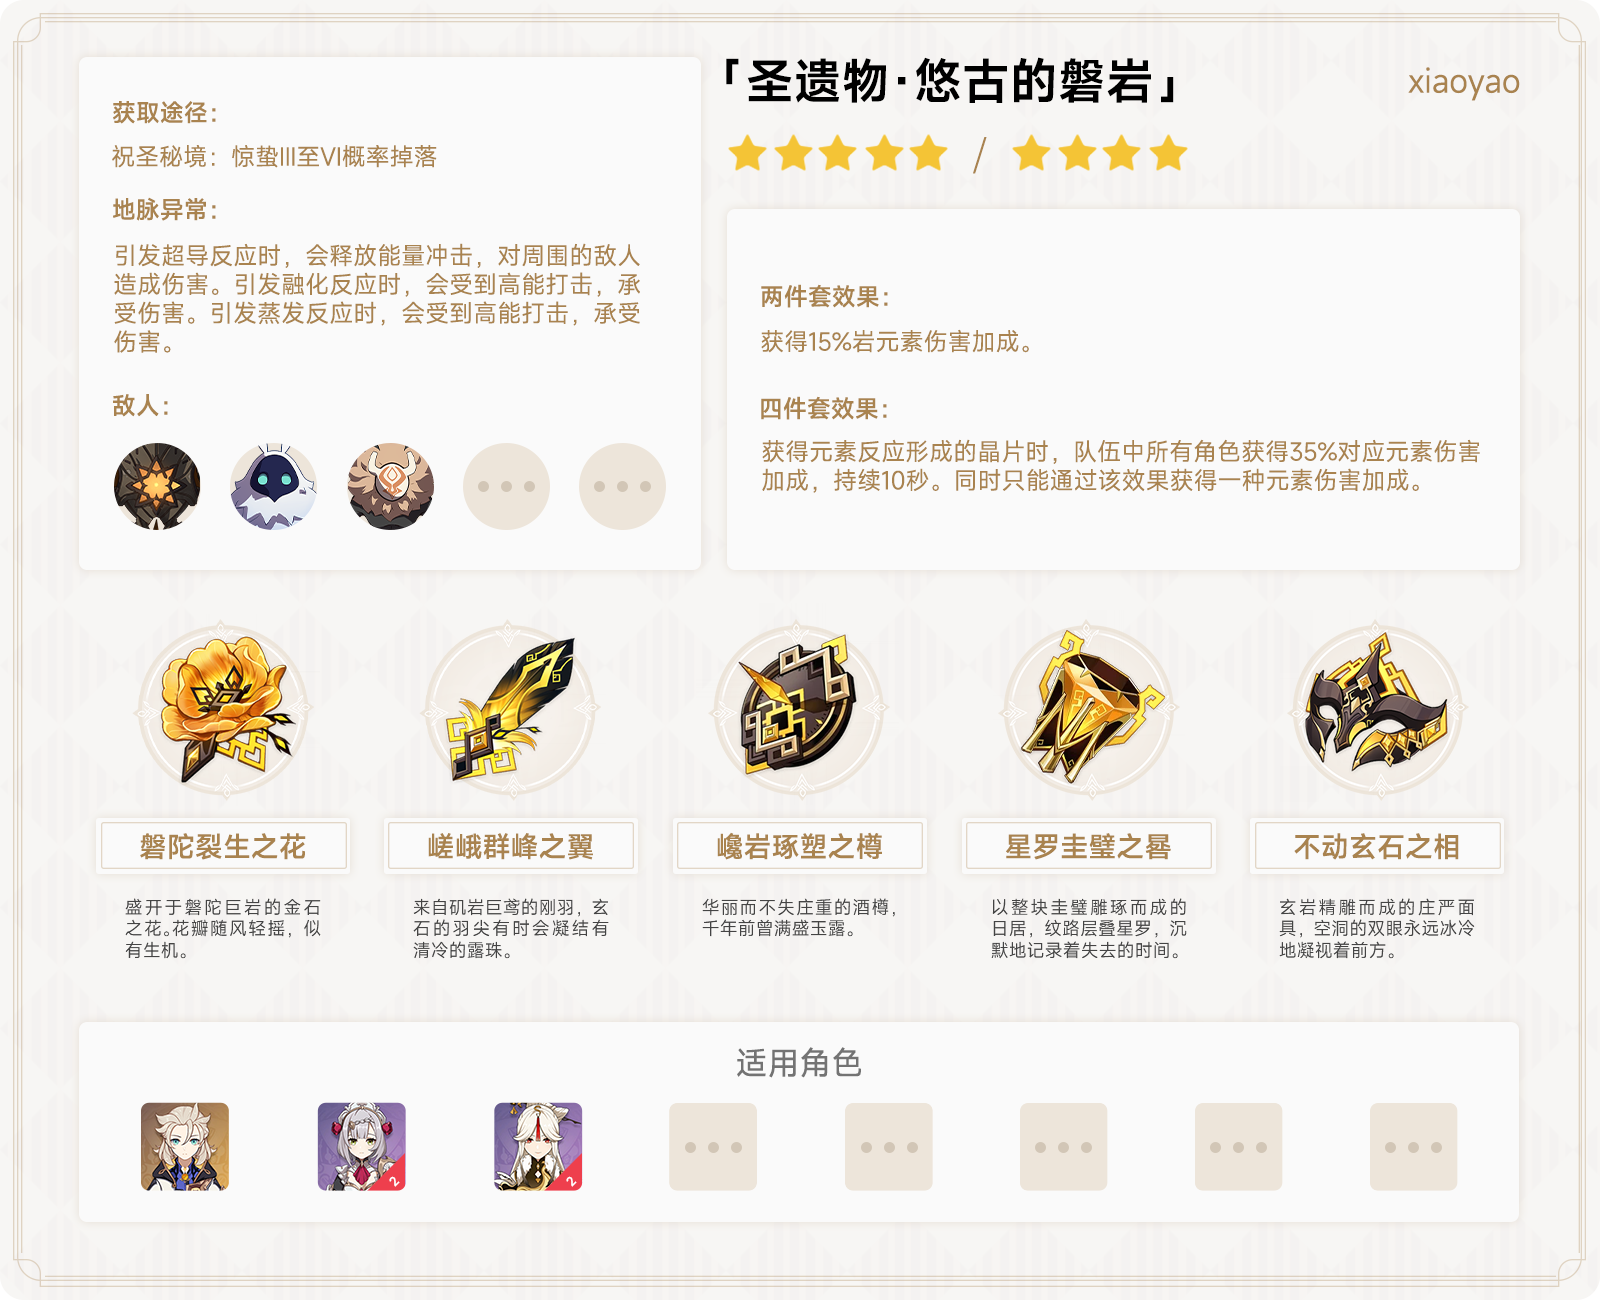 获取途径：
祝圣秘境：惊蛰III至VI概率掉落
地脉异常：
引发超导反应时，会释放能量冲击，对周围的敌人
造成伤害。引发融化反应时，会受到高能打击，承
受伤害。引发蒸发反应时，会受到高能打击，承受
伤害。
敌人：
「圣遗物·悠古的磐岩」
xiaoyao
/
两件套效果：
获得15%岩元素伤害加成。
四件套效果：
获得元素反应形成的晶片时，队伍中所有角色获得35%对应元素伤害
加成，持续10秒。同时只能通过该效果获得一种元素伤害加成。
磐陀裂生之花
嵯峨群峰之翼
巉岩琢塑之樽
星罗圭璧之晷
不动玄石之相
盛开于磐陀巨岩的金石
之花。花瓣随风轻摇，似
有生机。
来自矶岩巨鸢的刚羽，玄
石的羽尖有时会凝结有
清冷的露珠。
华丽而不失庄重的酒樽，
千年前曾满盛玉露。
以整块圭璧雕琢而成的
日居，纹路层叠星罗，沉
默地记录着失去的时间。
玄岩精雕而成的庄严面
具，空洞的双眼永远冰冷
地凝视着前方。
适用角色
2
2